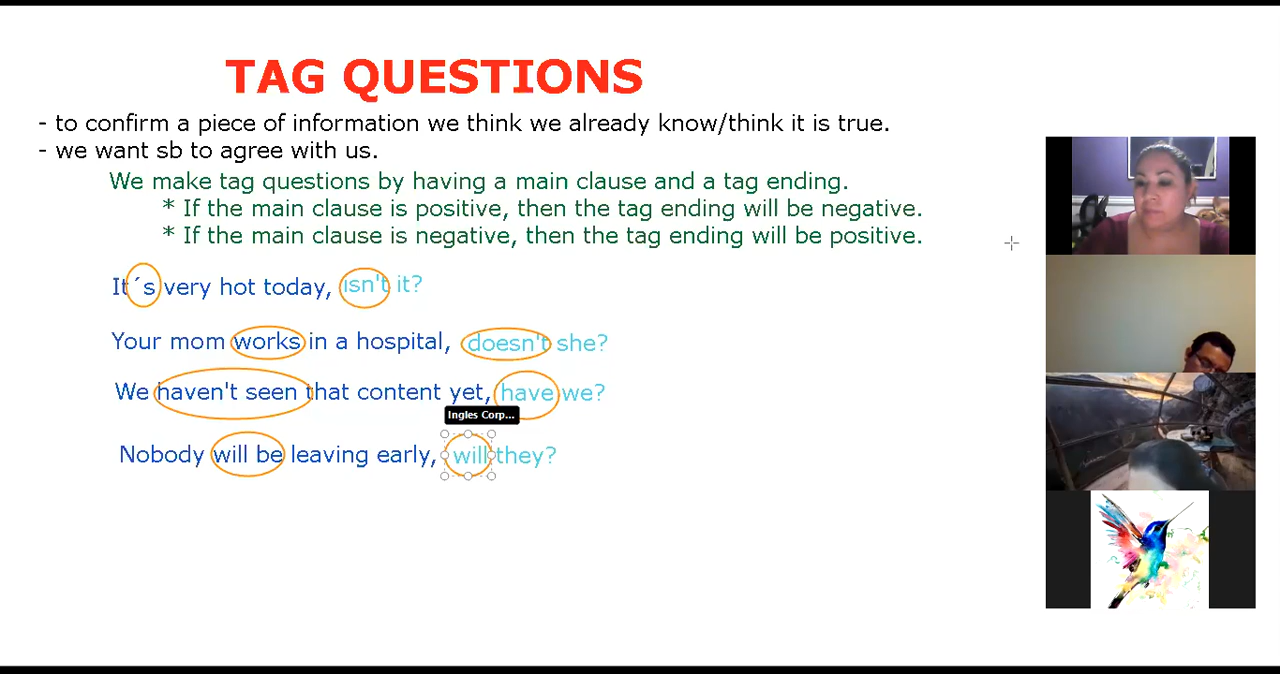 TAG QUESTIONS
- to confirm a piece of information we think we already know/think it is true.
- we want sb to agree with us.
We make tag questions by having a main clause and a tag ending.
* If the main clause is positive, then the tag ending will be negative.
* If the main clause is negative, then the tag ending will be positive.
It´s very hot today, isn't it?
Your mom works in a hospital, doesn't she?
We haven't seen that content yet, have we?
Ingles Corp...
Nobody will be leaving early, will they?